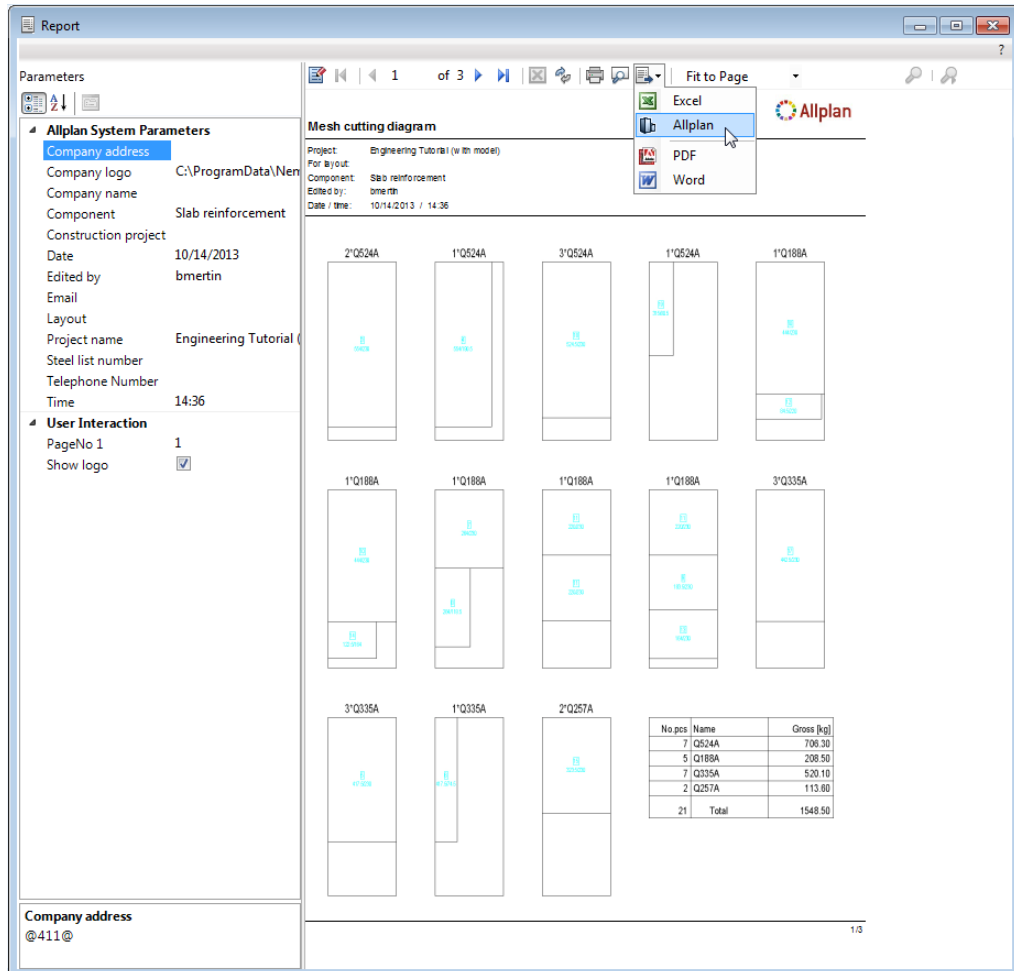 Report
?
Parameters
1 of 3
Fit to Page
Excel
Allplan
PDF
Word
Allplan System Parameters
Company address
Company logo C:\ProgramData\Nem
Company name
Component Slab reinforcement
Construction project
Date 10/14/2013
Edited by bmertin
Email
Layout
Project name Engineering Tutorial (
Steel list number
Telephone Number
Time 14:36
User Interaction
PageNo 1 1
Show logo
Company address
@411@
Allplan
Mesh cutting diagram
Project: Engineering Tutorial (with model)
For layout:
Component: Slab reinforcement
Edited by: bmertin
Date / time: 10/14/2013 / 14:36
2*Q524A 1*Q524A 3*Q524A 1*Q524A 1*Q188A
1*Q188A 1*Q188A 1*Q188A 1*Q188A 3*Q335A
3*Q335A 1*Q335A 2*Q257A
No.pcs Name Gross [kg]
7 Q524A 706.30
5 Q188A 208.50
7 Q335A 520.10
2 Q257A 113.60
21 Total 1548.50
1/3